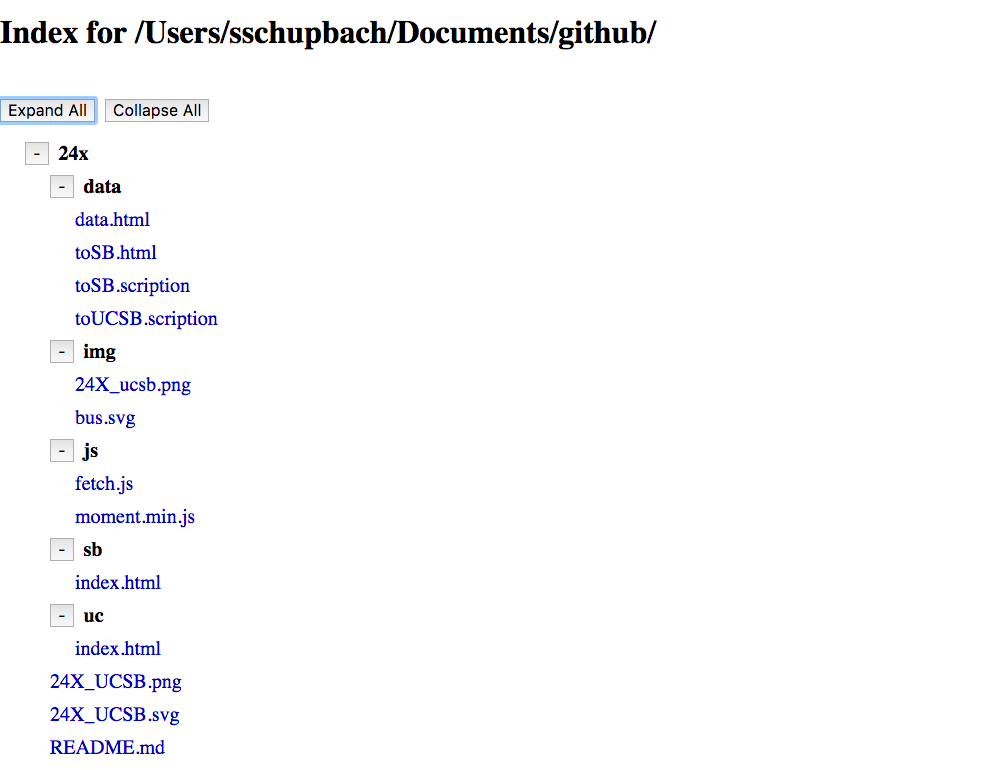 Index for /Users/sschupbach/Documents/github/
Expand All Collapse All
- 24x
- data
data.html
toSB.html
toSB.scription
toUCSB.scription
- img
24X_ucsb.png
bus.svg
- js
fetch.js
moment.min.js
- sb
index.html
- uc
index.html
24X_UCSB.png
24X_UCSB.svg
README.md